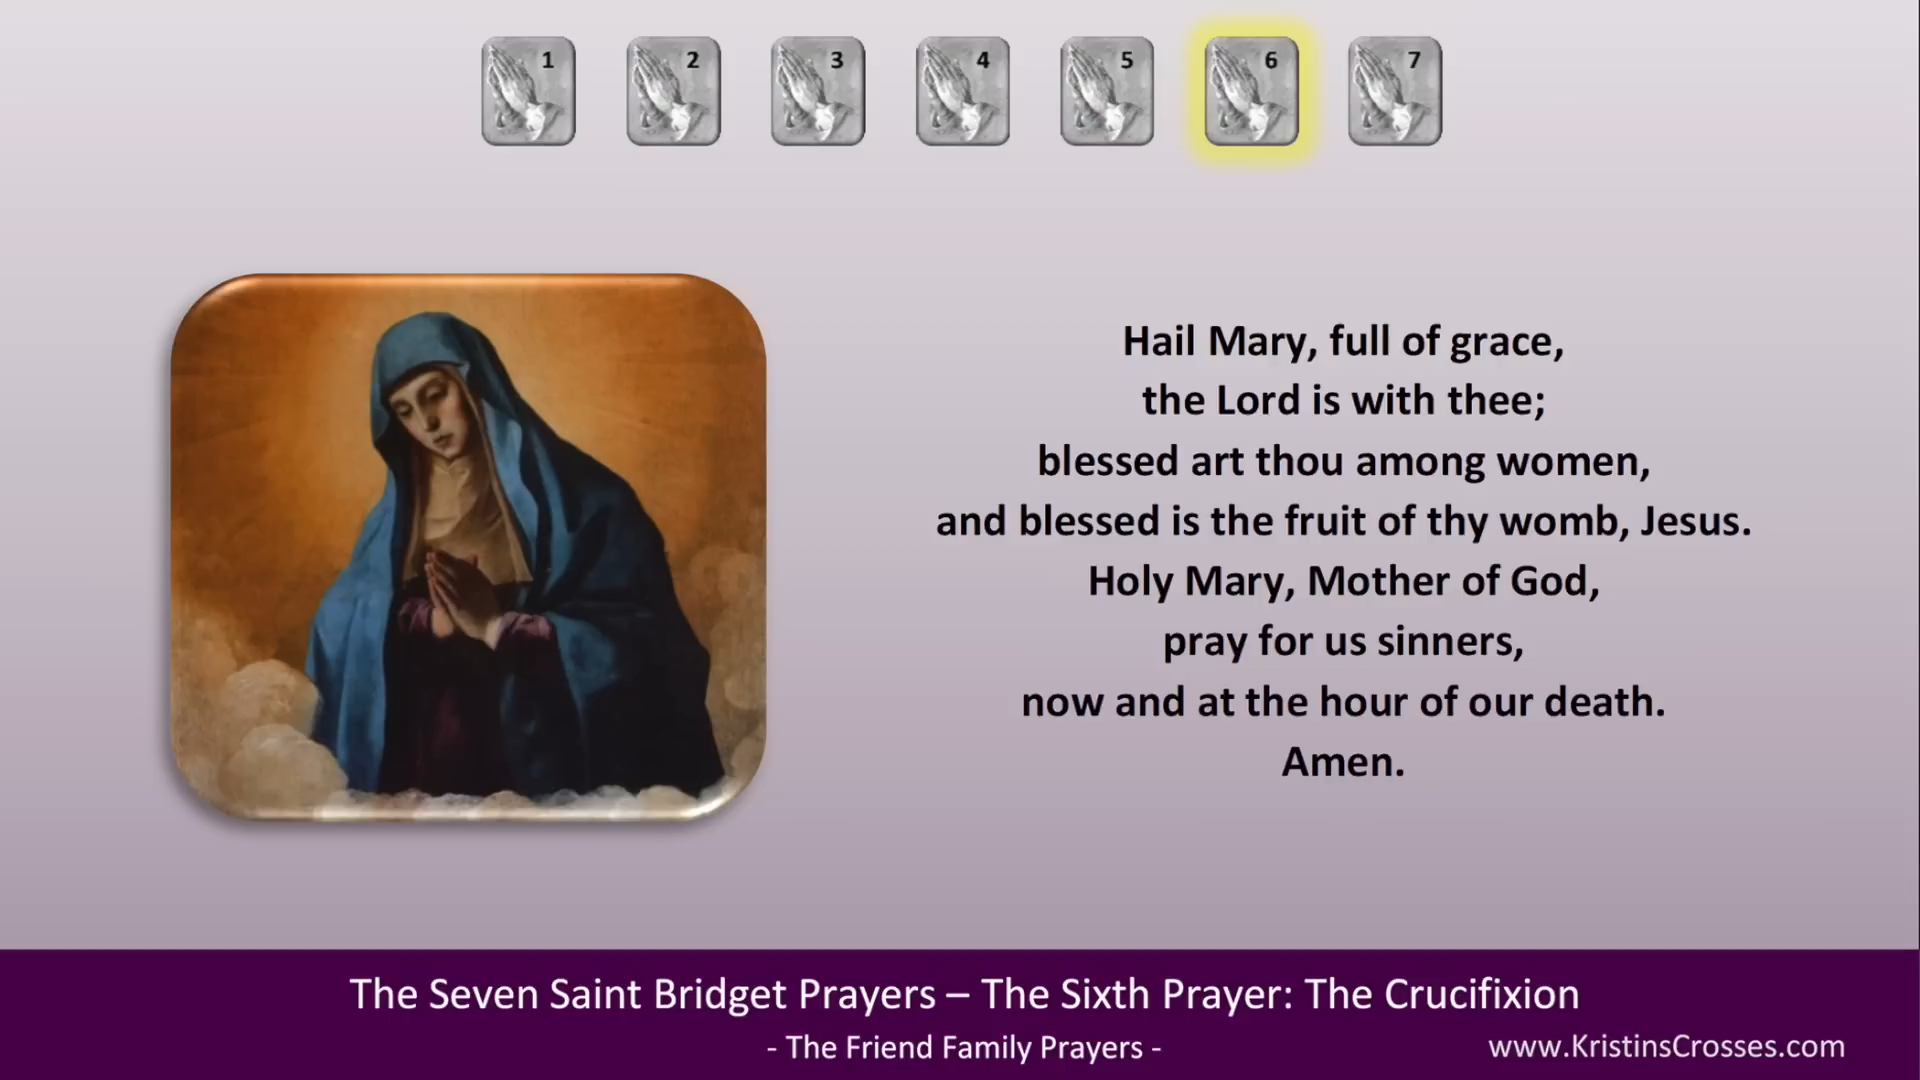 1 2 3 4 5 6 7
Hail Mary, full of grace,
the Lord is with thee;
blessed art thou among women,
and blessed is the fruit of thy womb, Jesus.
Holy Mary, Mother of God,
pray for us sinners,
now and at the hour of our death.
Amen.
The Seven Saint Bridget Prayers – The Sixth Prayer: The Crucifixion
- The Friend Family Prayers -
www.KristinsCrosses.com